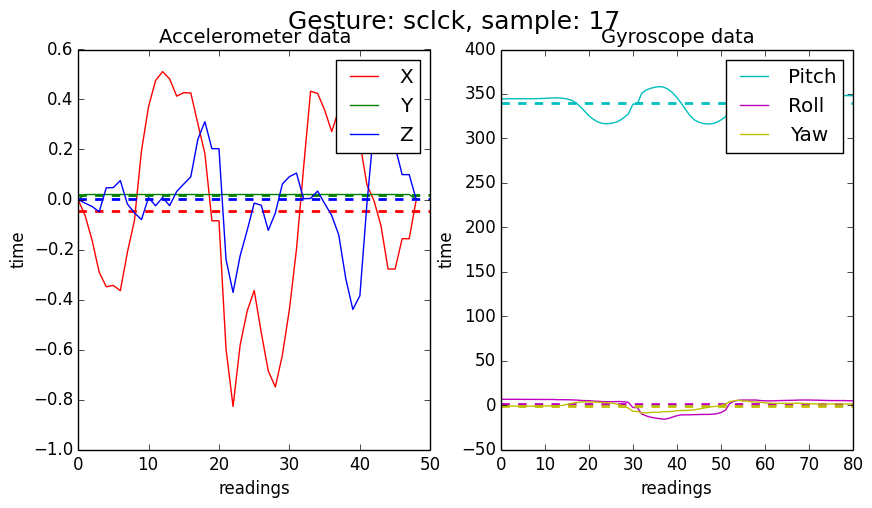 Gesture: sclck, sample: 17
Accelerometer data
0.6
0.4
0.2
0.0
−0.2
−0.4
−0.6
−0.8
−1.0
time
0 10 20 30 40 50
readings
X
Y
Z
Gyroscope data
400
350
300
250
200
150
100
50
0
−50
time
0 10 20 30 40 50 60 70 80
readings
Pitch
Roll
Yaw